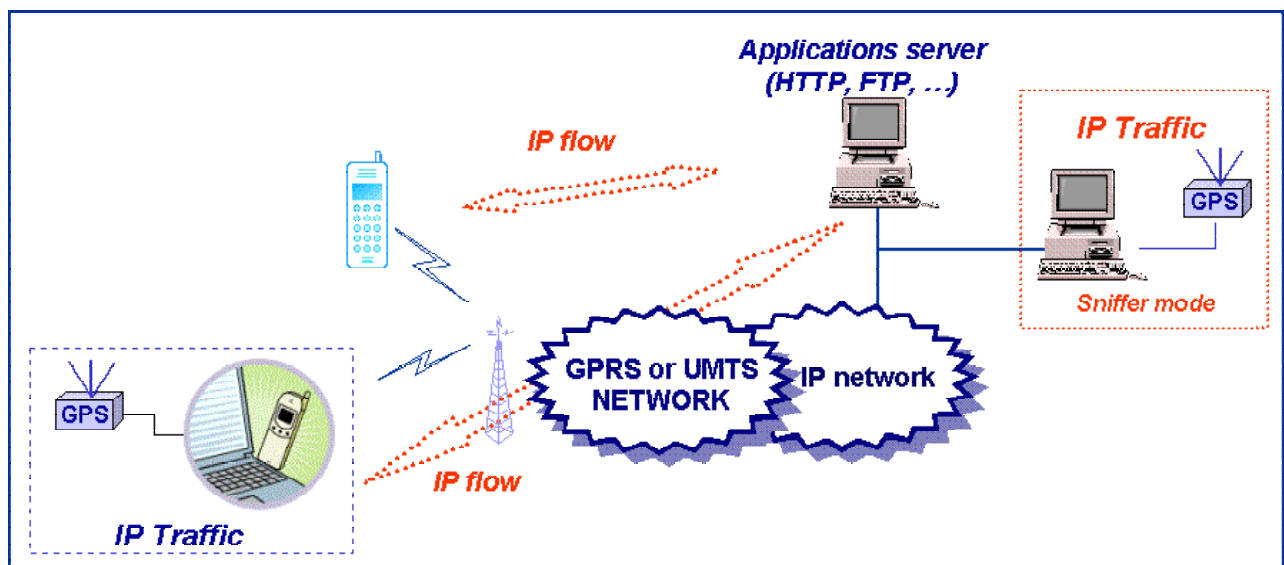 Applications server
(HTTP, FTP, ...)
IP flow
IP Traffic
GPS
Sniffer mode
GPRS or UMTS
NETWORK
IP network
GPS
IP flow
IP Traffic